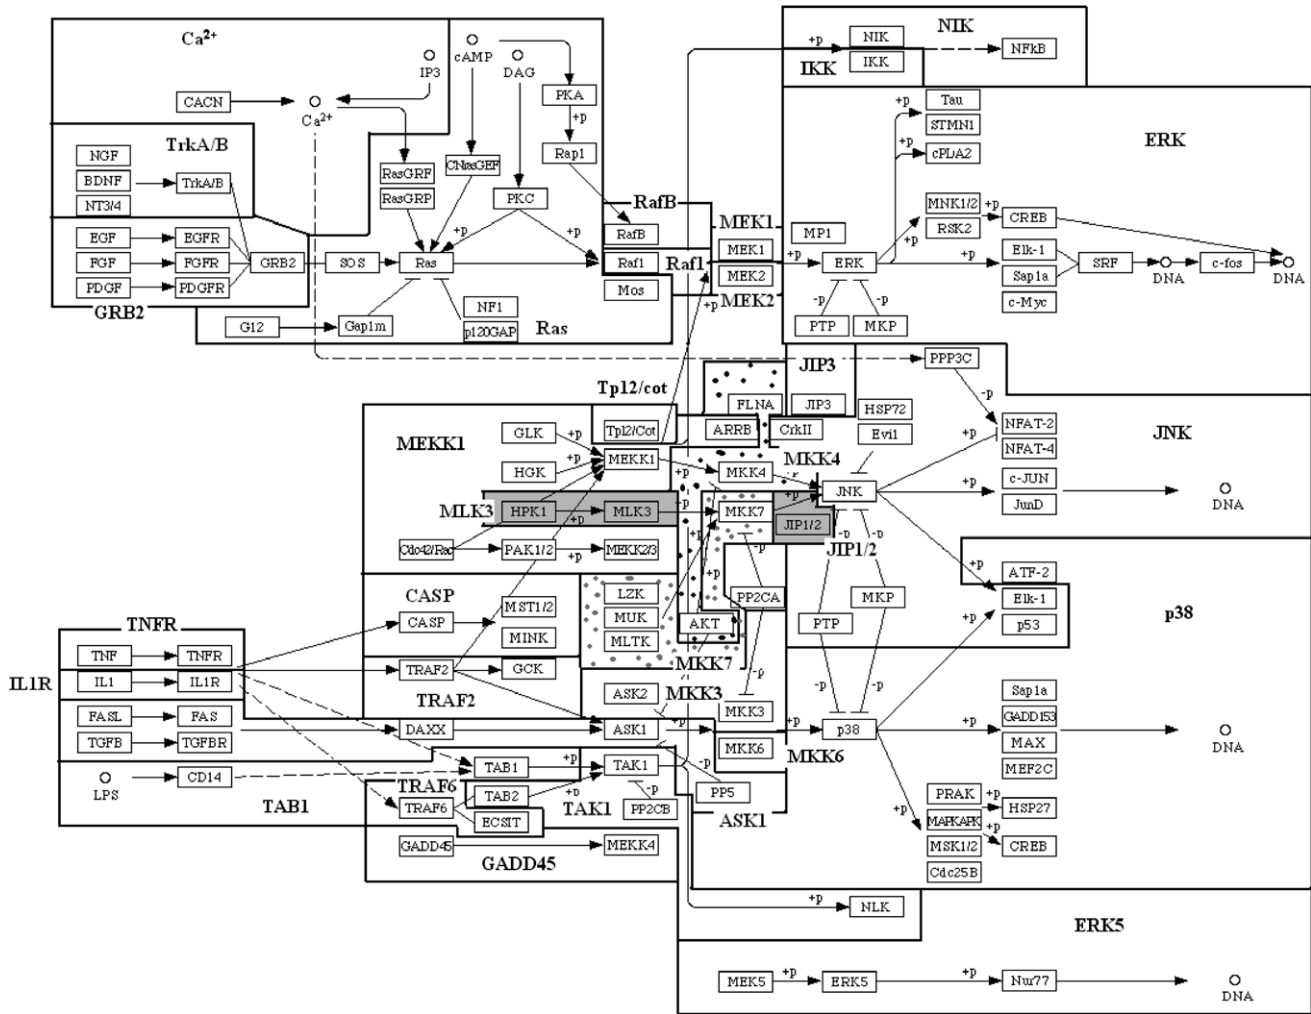 Ca2+
IP3
cAMP
DAG
CACN
Ca2+
PKA
+p
Rap1
RasGRF
CNrasGEF
RasGRP
PKC
+p
+p
TrkA/B
NGF
BDNF
TrkA/B
NT3/4
EGF
EGFR
FGF
FGFR
GRB2
SOS
Ras
PDGF
PDGFR
GRB2
G12
Gap1m
NF1
p120GAP
Ras
RafB
RafB
Raf1
Raf1
Mos
MEK1
MEK1
MEK2
MEK2
+p
+p
NIK
+p
NIK
NFkB
IKK
IKK
ERK
+p
Tau
STMN1
+p
cPLA2
MNK1/2
+p
CREB
RSK2
+p
MP1
ERK
+p
Elk-1
Sap1a
c-Myc
SRF
DNA
c-fos
DNA
-p
-p
PTP
MKP
PPP3C
-p
JIP3
FLNA
JIP3
Tpl2/cot
Tpl2/Cot
ARRB
CrkII
HSP72
Evi1
NFAT-2
NFAT-4
+p
JNK
MEKK1
GLK
+p
HGK
+p
MEKK1
+p
MKK4
MKK4
JNK
+p
c-JUN
JunD
DNA
MLK3
HPK1
+p
MLK3
+p
MKK7
+p
JIP1/2
JIP1/2
Cdc42/Rac
PAK1/2
+p
MEKK2/3
-p
-p
-p
+p
PP2CA
MKP
PTP
+p
ATF-2
Elk-1
p53
+p
p38
CASP
CASP
MST1/2
MINK
LZK
MUK
MLTK
AKT
MKK7
TNFR
TNF
TNFR
IL1R
IL1
IL1R
TRAF2
GCK
TRAF2
ASK2
MKK3
-p
MKK3
-p
-p
FASL
FAS
DAXX
ASK1
+p
+p
p38
+p
TGFB
TGFBR
MKK6
MKK6
Sap1a
GADD153
MAX
MEF2C
DNA
LPS
CD14
TAB1
+p
TAK1
-p
PP5
TAB1
TRAF6
TAB2
+p
TAK1
-p
PP2CB
TRAF6
ECSIT
ASK1
GADD45
MEKK4
GADD45
+p
PRAK
+p
HSP27
MAPKAPK
+p
MSK1/2
CREB
Cdc25B
+p
NLK
ERK5
MEK5
+p
ERK5
+p
Nur77
DNA